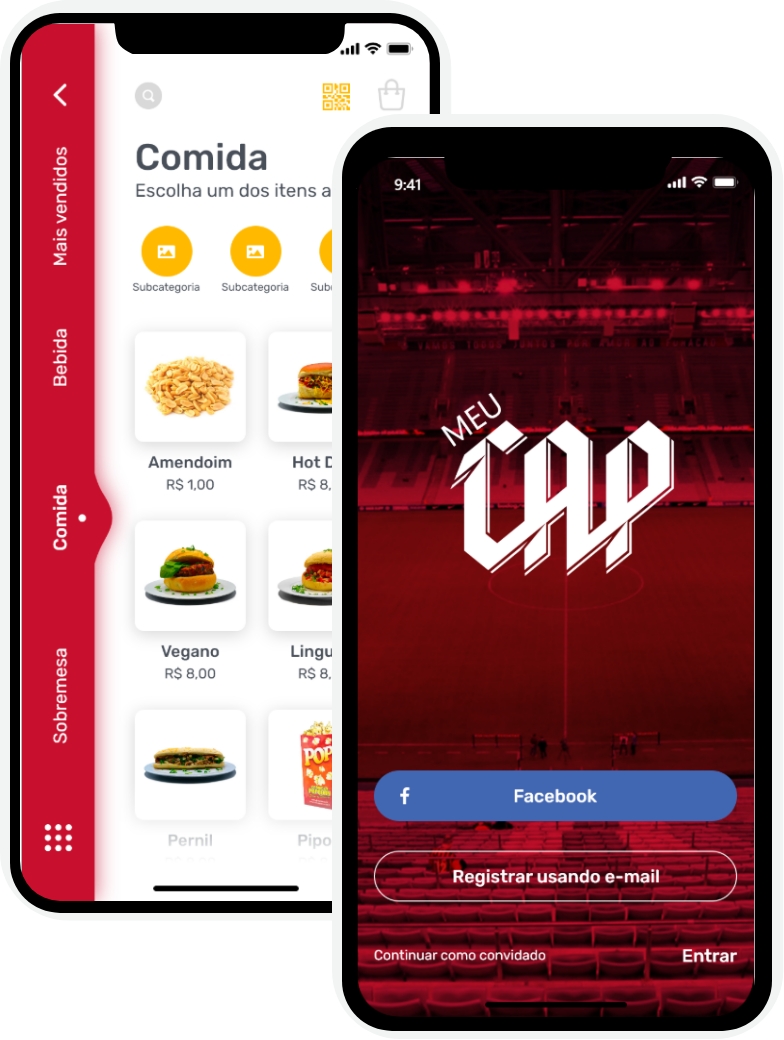 Mais vendidos
Bebida
Comida
Sobremesa
Comida
Escolha um dos itens a
Subcategoria
Subcategoria
Subc
Amendoim
R$ 1,00
Hot D
R$ 8,
Vegano
R$ 8,00
Lingu
R$ 8,
POP
Pernil
Pipo
9:41
MEU
CAP
Facebook
Registrar usando e-mail
Continuar como convidado
Entrar